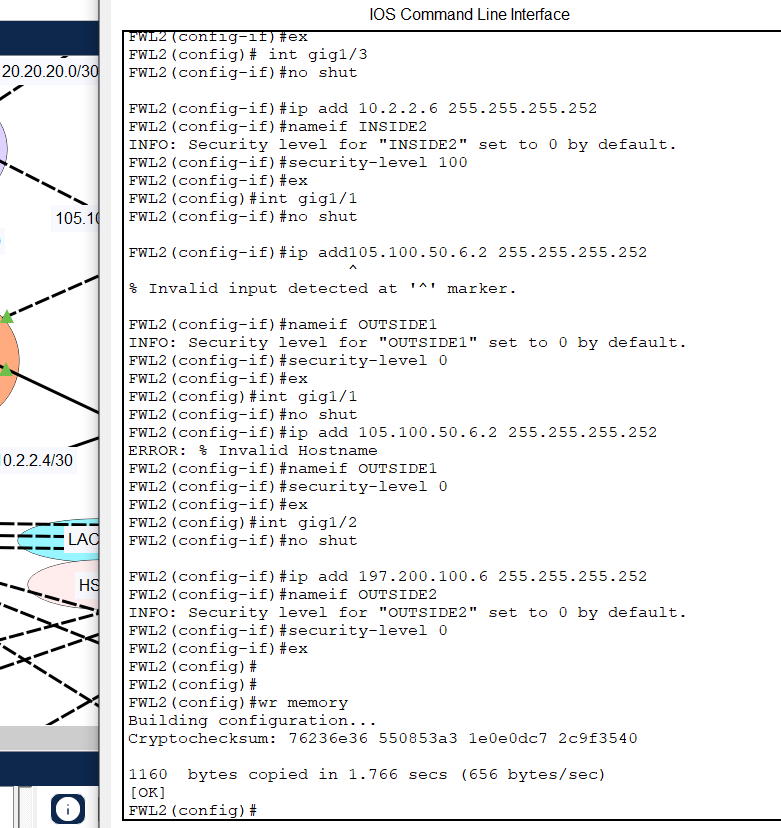 IOS Command Line Interface
FWL2(config-if)#ex
FWL2(config)# int gig1/3
FWL2(config-if)#no shut
FWL2(config-if)#ip add 10.2.2.6 255.255.255.252
FWL2(config-if)#nameif INSIDE2
INFO: Security level for "INSIDE2" set to 0 by default.
FWL2(config-if)#security-level 100
FWL2(config-if)#ex
FWL2(config)#int gig1/1
FWL2(config-if)#no shut
FWL2(config-if)#ip add105.100.50.6.2 255.255.255.252
^
% Invalid input detected at '^' marker.
FWL2(config-if)#nameif OUTSIDE1
INFO: Security level for "OUTSIDE1" set to 0 by default.
FWL2(config-if)#security-level 0
FWL2(config-if)#ex
FWL2(config)#int gig1/1
FWL2(config-if)#no shut
FWL2(config-if)#ip add 105.100.50.6.2 255.255.255.252
ERROR: % Invalid Hostname
FWL2(config-if)#nameif OUTSIDE1
FWL2(config-if)#security-level 0
FWL2(config-if)#ex
FWL2(config)#int gig1/2
FWL2(config-if)#no shut
FWL2(config-if)#ip add 197.200.100.6 255.255.255.252
FWL2(config-if)#nameif OUTSIDE2
INFO: Security level for "OUTSIDE2" set to 0 by default.
FWL2(config-if)#security-level 0
FWL2(config-if)#ex
FWL2(config)#
FWL2(config)#
FWL2(config)#wr memory
Building configuration...
Cryptochecksum: 76236e36 550853a3 1e0e0dc7 2c9f3540
1160 bytes copied in 1.766 secs (656 bytes/sec)
[OK]
FWL2(config)#
20.20.20.0/30
105.10
0.2.2.4/30
LAC
HS